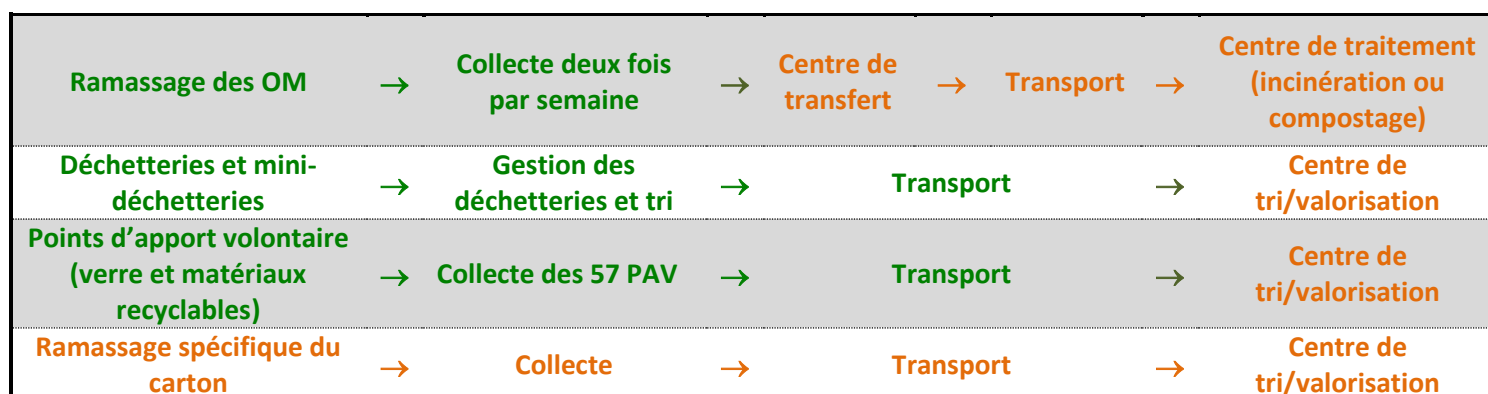 Ramassage des OM → Collecte deux fois par semaine → Centre de transfert → Transport → Centre de traitement (incinération ou compostage)
Déchetteries et mini-déchetteries → Gestion des déchetteries et tri → Transport → Centre de tri/valorisation
Points d’apport volontaire (verre et matériaux recyclables) → Collecte des 57 PAV → Transport → Centre de tri/valorisation
Ramassage spécifique du carton → Collecte → Transport → Centre de tri/valorisation